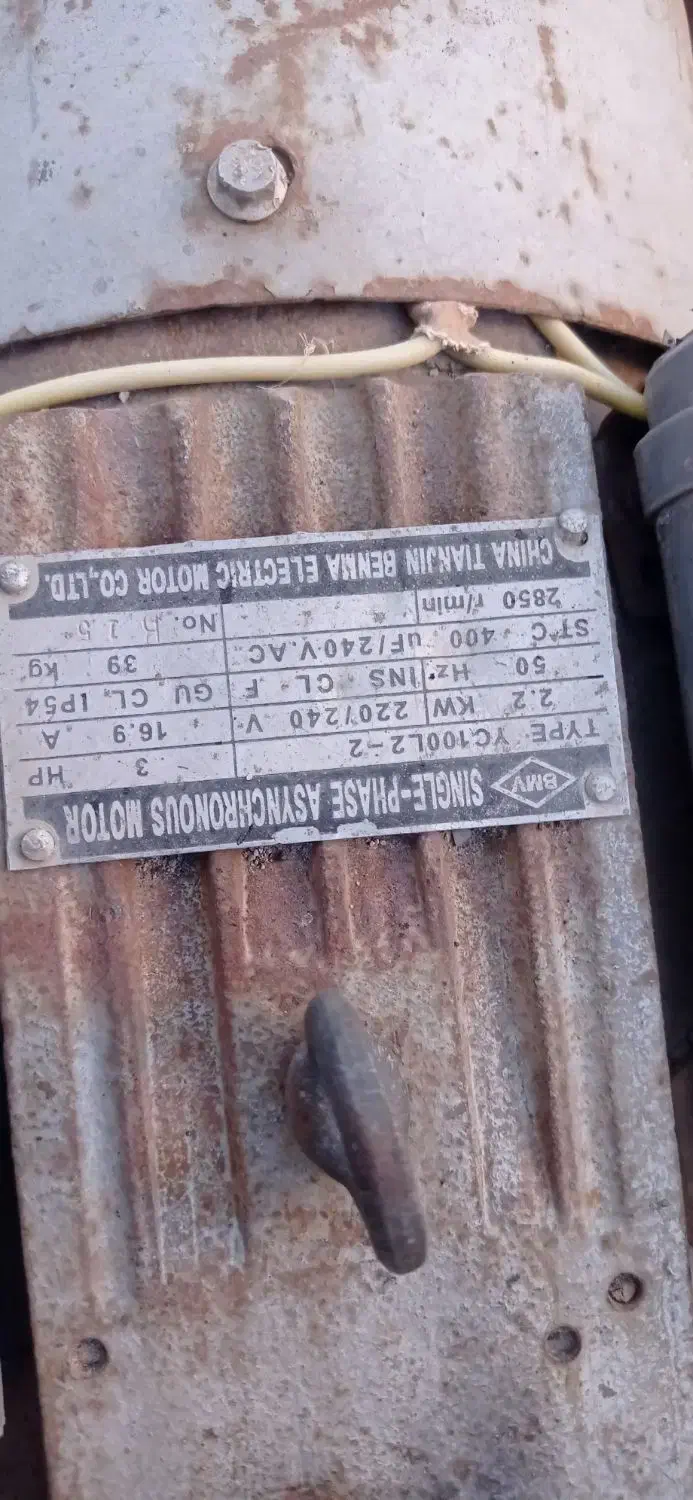 BMV SINGLE-PHASE ASYNCHRONOUS MOTOR
TYPE YC100L2-2 3 HP
2.2 KW 220/240 V 16.9 A
50 Hz INS CL F GU CL IP54
ST°C 400 uF/240V.AC 39 kg
2850 r/min No.
CHINA TIANJIN BENMA ELECTRIC MOTOR CO.,LTD.